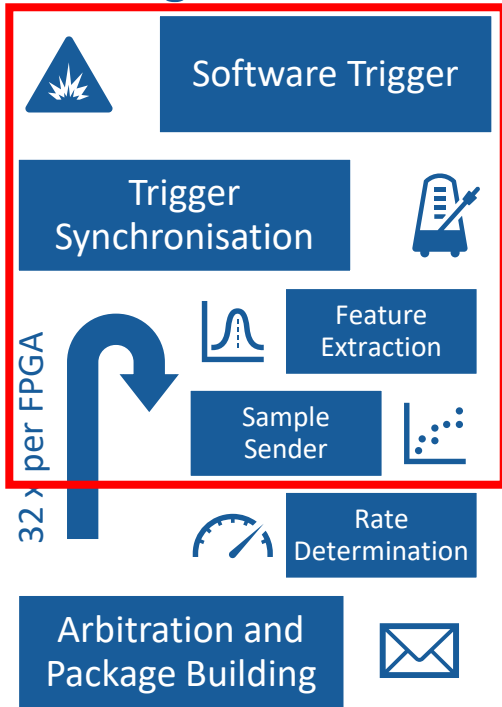 Software Trigger
Trigger
Synchronisation
Feature
Extraction
Sample
Sender
32 x per FPGA
Rate
Determination
Arbitration and
Package Building